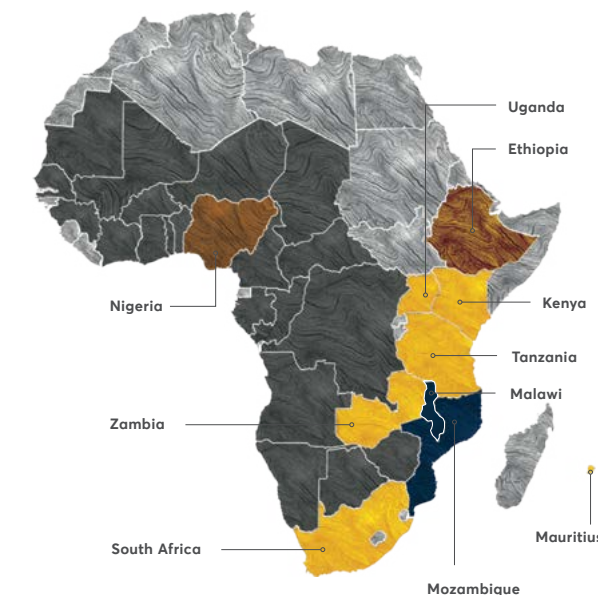 Uganda
Ethiopia
Nigeria
Kenya
Tanzania
Malawi
Zambia
Mauritius
South Africa
Mozambique